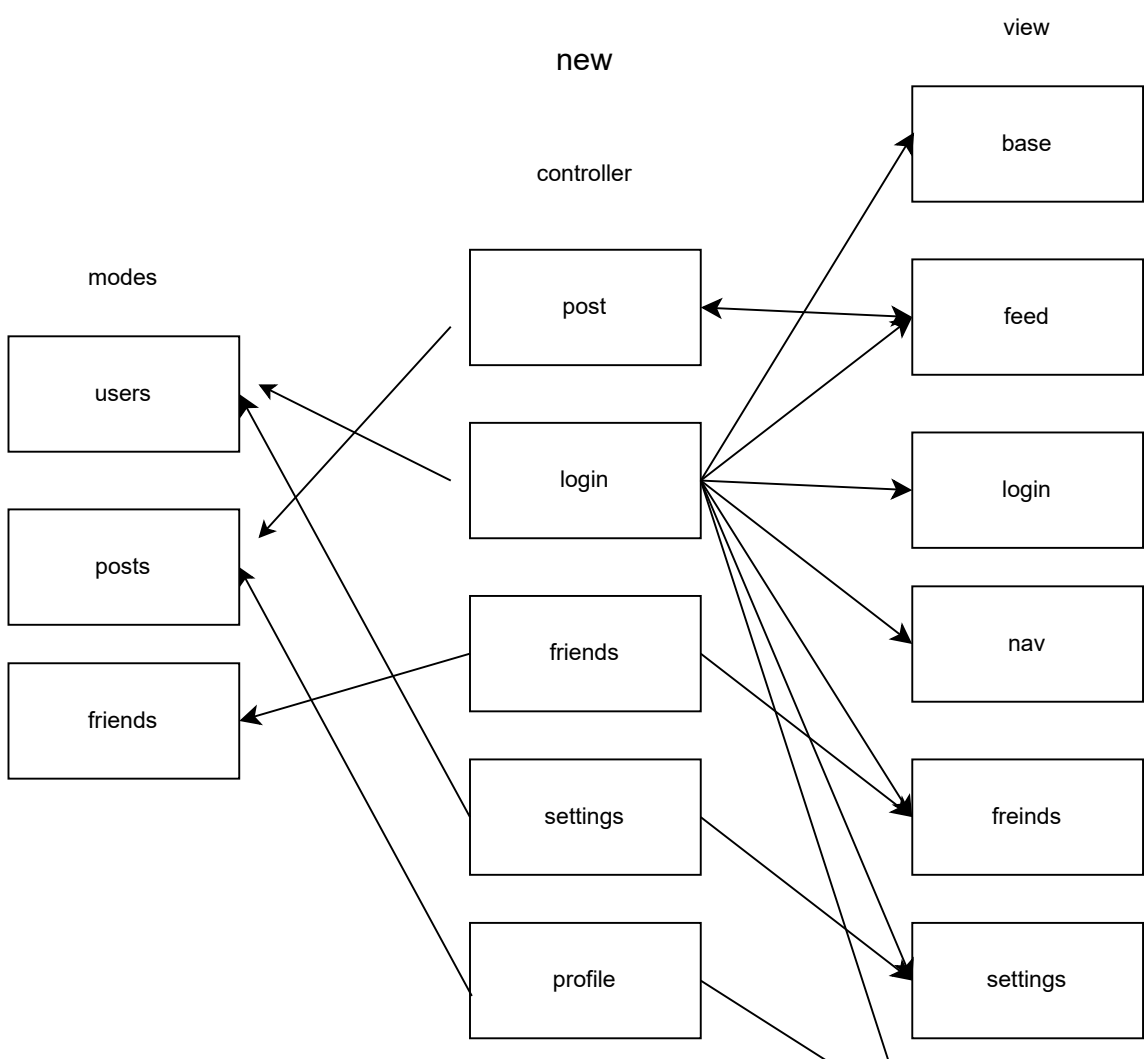 view
new
base
controller
modes
post
feed
users
login
login
posts
friends
nav
friends
settings
freinds
profile
settings